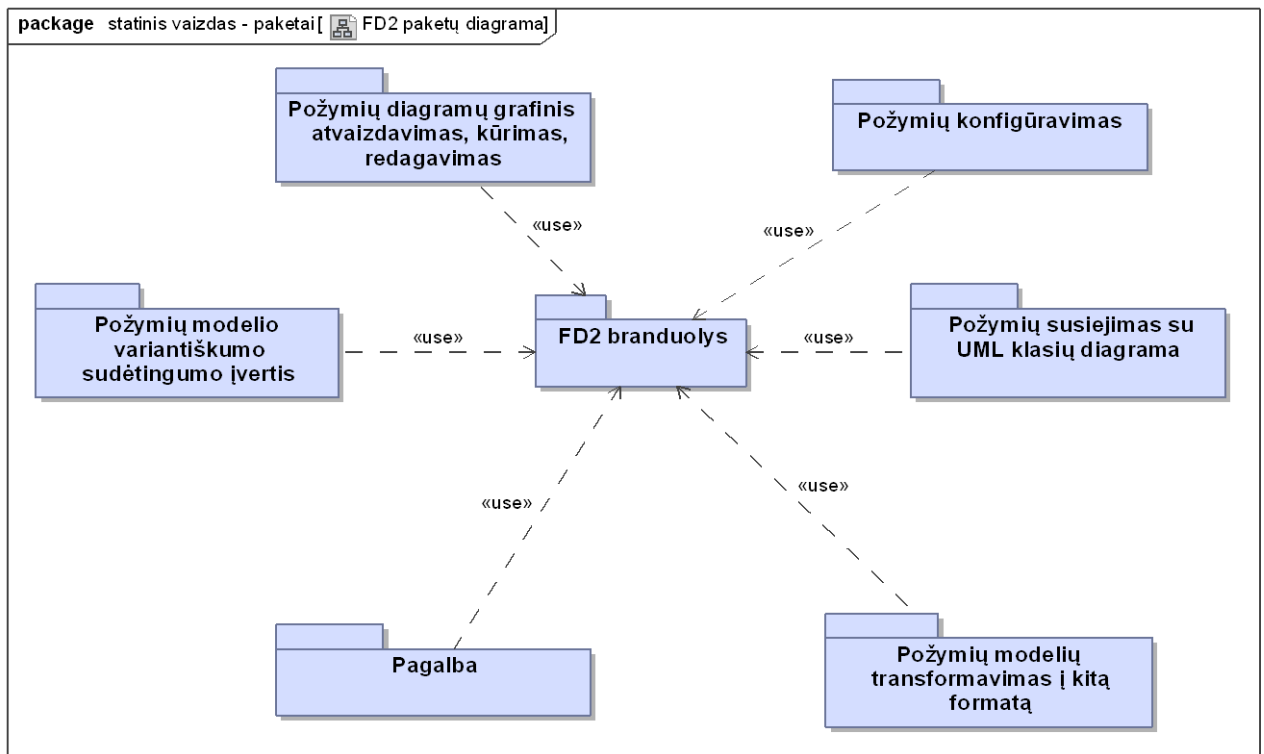 package statinis vaizdas - paketai[ FD2 paketų diagrama]
Požymių diagramų grafinis
atvaizdavimas, kūrimas,
redagavimas
Požymių konfigūravimas
«use»
«use»
Požymių modelio
variantiškumo
sudėtingumo įvertis
«use»
FD2 branduolys
«use»
Požymių susiejimas su
UML klasių diagrama
«use»
«use»
Pagalba
Požymių modelių
transformavimas į kitą
formatą